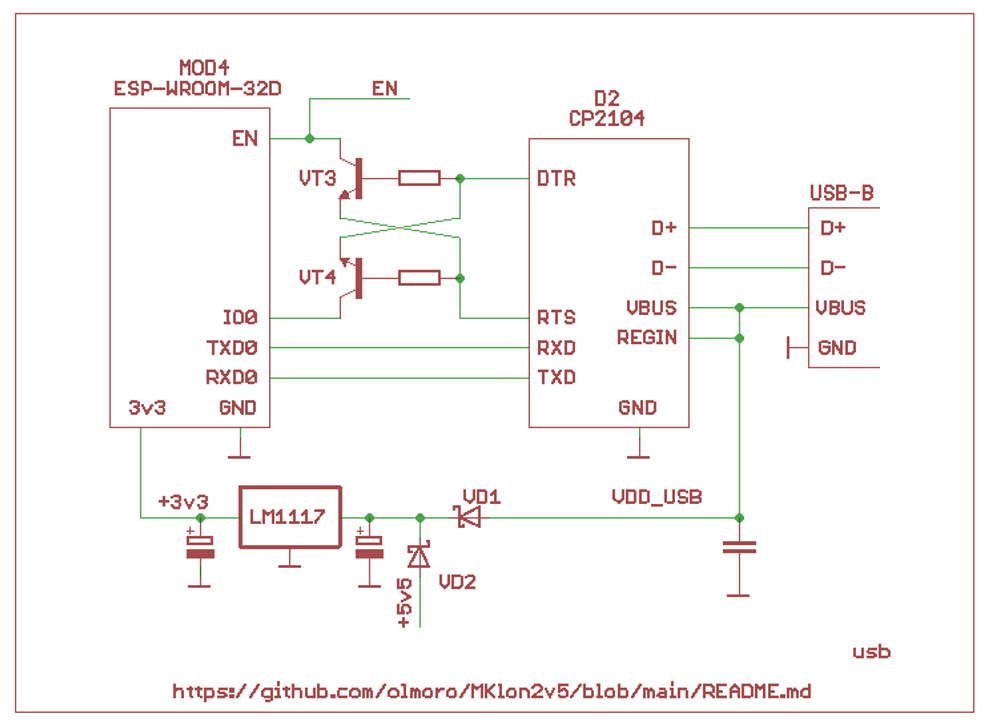 MOD4
ESP-WROOM-32D
EN
D2
CP2104
EN
VT3
DTR
USB-B
D+
D+
VT4
D-
D-
IO0
RTS
VBUS
VBUS
REGIN
TXD0
RXD
GND
RXD0
TXD
3v3
GND
GND
+3v3
LM1117
VD1
VDD_USB
+
+
VD2
+5v5
usb
https://github.com/olmoro/MKlon2v5/blob/main/README.md